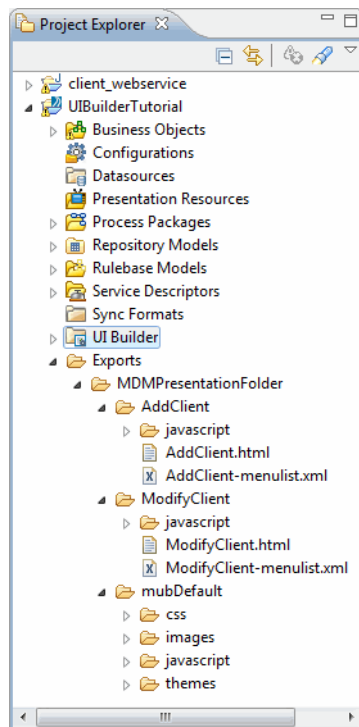 Project Explorer
client_webservice
UIBuilderTutorial
Business Objects
Configurations
Datasources
Presentation Resources
Process Packages
Repository Models
Rulebase Models
Service Descriptors
Sync Formats
UI Builder
Exports
MDMPresentationFolder
AddClient
javascript
AddClient.html
AddClient-menulist.xml
ModifyClient
javascript
ModifyClient.html
ModifyClient-menulist.xml
mubDefault
css
images
javascript
themes